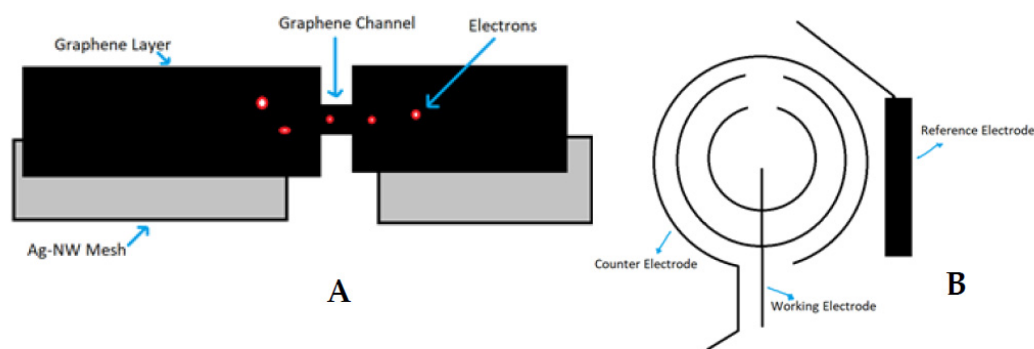 Graphene Channel
Electrons
Graphene Layer
Ag-NW Mesh
A
Reference Electrode
Counter Electrode
Working Electrode
B